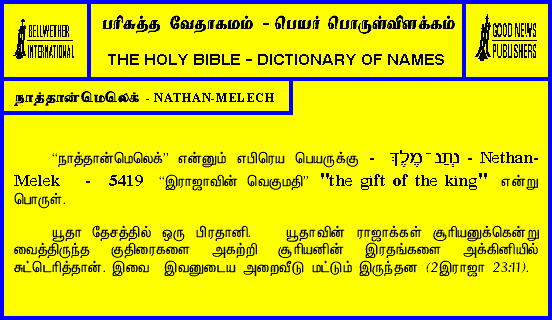 BELLWETHER
INTERNATIONAL
பரிசுத்த வேதாகமம் - பெயர் பொருள்விளக்கம்
THE HOLY BIBLE - DICTIONARY OF NAMES
GOOD NEWS
PUBLISHERS
நாத்தான்மெலெக் - NATHAN-MELECH
“நாத்தான்மெலெக்” என்னும் எபிரெய பெயருக்கு - נְתַנ־מֶלֶךְ - Nethan-
Melek - 5419 “இராஜாவின் வெகுமதி” "the gift of the king" என்று
பொருள்.
யூதா தேசத்தில் ஒரு பிரதானி. யூதாவின் ராஜாக்கள் சூரியனுக்கென்று
வைத்திருந்த குதிரைகளை அகற்றி சூரியனின் இரதங்களை அக்கினியில்
சுட்டெரித்தான். இவை இவனுடைய அறைவீடு மட்டும் இருந்தன (2இராஜா 23:11).